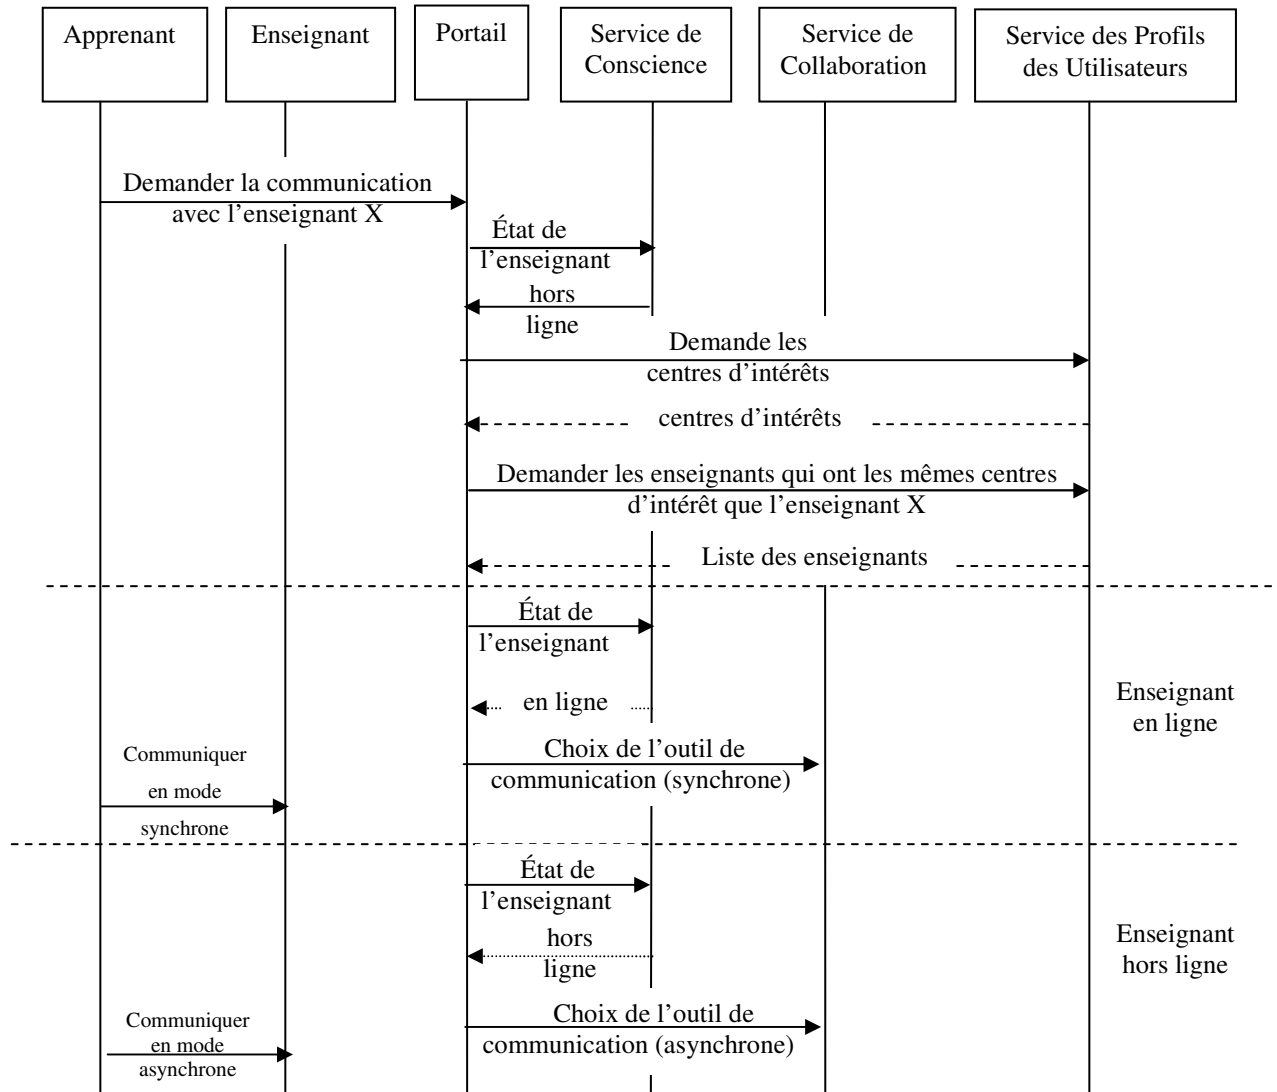 Apprenant
Enseignant
Portail
Service de
Conscience
Service de
Collaboration
Service des Profils
des Utilisateurs
Demander la communication
avec l’enseignant X
État de
l’enseignant
hors
ligne
Demande les
centres d’intérêts
centres d’intérêts
Demander les enseignants qui ont les mêmes centres
d’intérêt que l’enseignant X
Liste des enseignants
État de
l’enseignant
en ligne
Enseignant
en ligne
Choix de l’outil de
communication (synchrone)
Communiquer
en mode
synchrone
État de
l’enseignant
hors
ligne
Enseignant
hors ligne
Choix de l’outil de
communication (asynchrone)
Communiquer
en mode
asynchrone